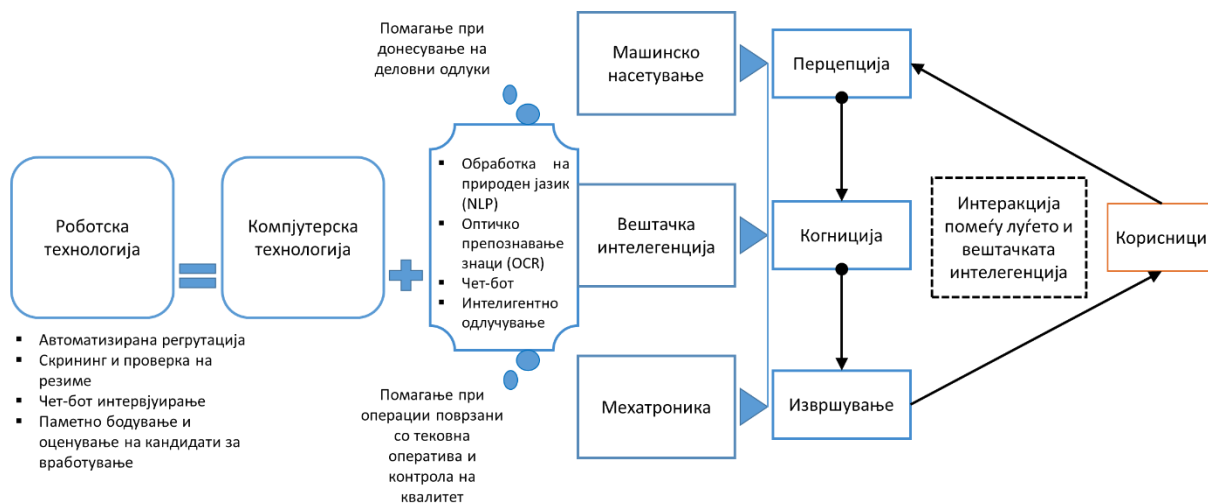 Роботска
технологија
▪ Автоматизирана регрутација
▪ Скрининг и проверка на
резиме
▪ Чет-бот интервјуирање
▪ Паметно бодување и
оценување на кандидати за
вработување
Компјутерска
технологија
Помагање при
донесување на
деловни одлуки
▪ Обработка на
природен јазик
(NLP)
▪ Оптичко
препознавање
знаци (OCR)
▪ Чет-бот
▪ Интелигентно
одлучување
Помагање при
операции поврзани
со тековна
оператива и
контрола на
квалитет
Машинско
насетување
Вештачка
интелегенција
Мехатроника
Перцепција
Когниција
Извршување
Интеракција
помеѓу луѓето и
вештачката
интелегенција
Корисници